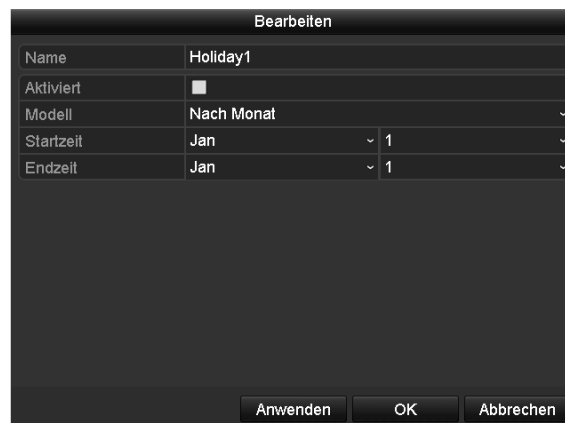 Bearbeiten
Name Holiday1
Aktiviert
Modell Nach Monat
Startzeit Jan 1
Endzeit Jan 1
Anwenden OK Abbrechen